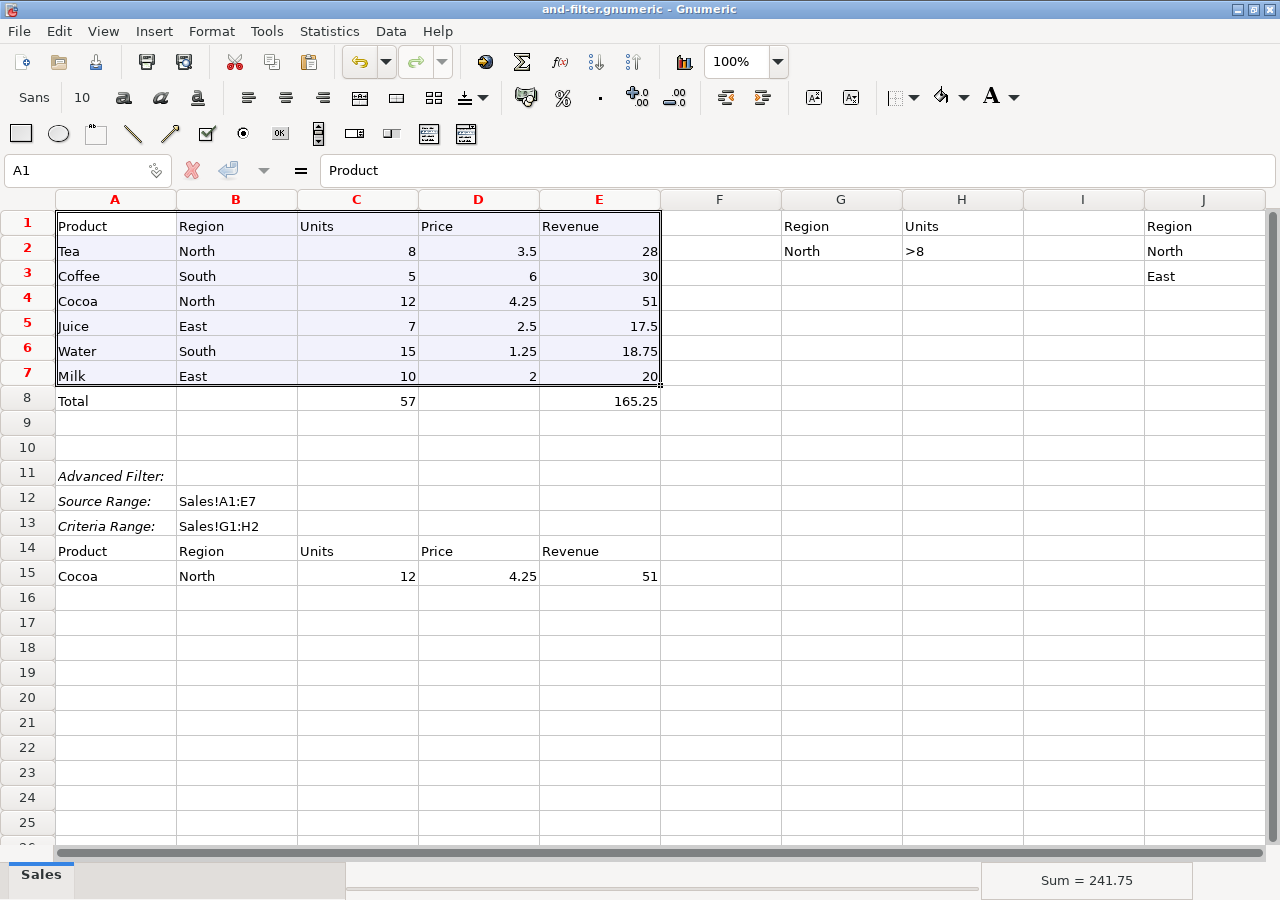 and-filter.gnumeric - Gnumeric
File Edit View Insert Format Tools Statistics Data Help
100%
Sans 10
A1 Product
A B C D E F G H I J
1 Product Region Units Price Revenue Region Units Region
2 Tea North 8 3.5 28 North >8 North
3 Coffee South 5 6 30 East
4 Cocoa North 12 4.25 51
5 Juice East 7 2.5 17.5
6 Water South 15 1.25 18.75
7 Milk East 10 2 20
8 Total 57 165.25
9
10
11 Advanced Filter:
12 Source Range: Sales!A1:E7
13 Criteria Range: Sales!G1:H2
14 Product Region Units Price Revenue
15 Cocoa North 12 4.25 51
16
17
18
19
20
21
22
23
24
25
Sales Sum = 241.75